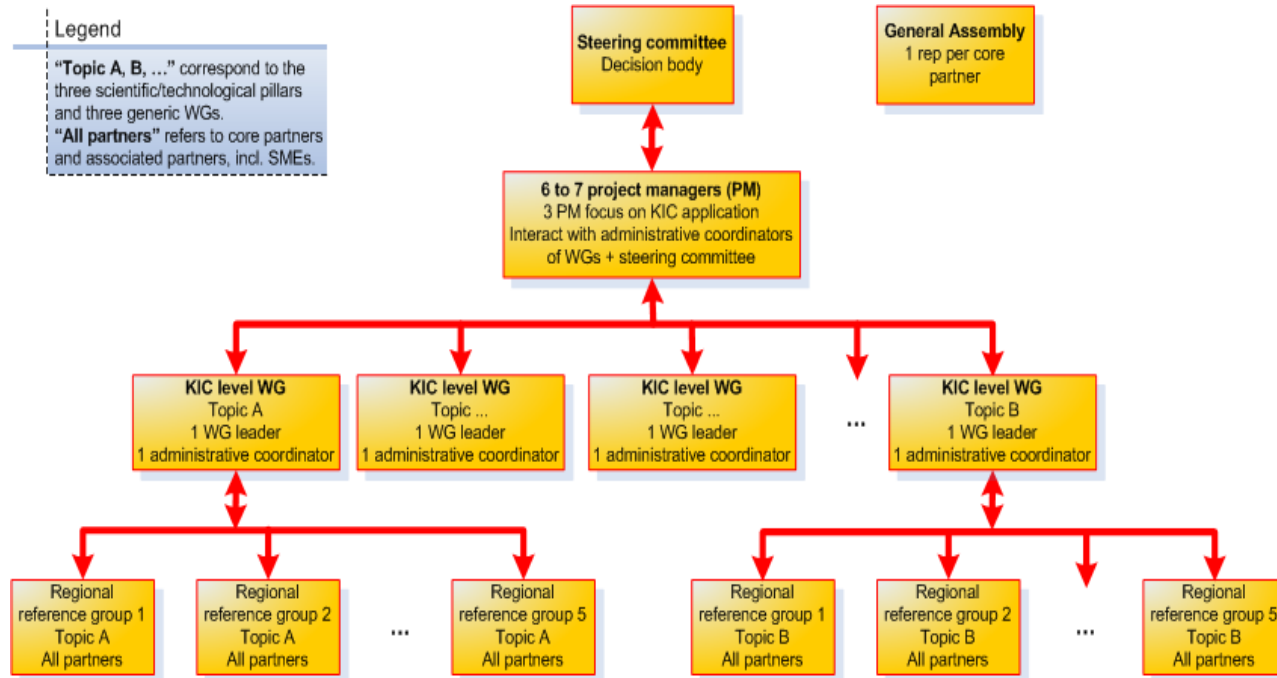 Legend
“Topic A, B, ...” correspond to the
three scientific/technological pillars
and three generic WGs.
“All partners” refers to core partners
and associated partners, incl. SMEs.
Steering committee
Decision body
General Assembly
1 rep per core
partner
6 to 7 project managers (PM)
3 PM focus on KIC application
Interact with administrative coordinators
of WGs + steering committee
KIC level WG
Topic A
1 WG leader
1 administrative coordinator
KIC level WG
Topic ...
1 WG leader
1 administrative coordinator
KIC level WG
Topic ...
1 WG leader
1 administrative coordinator
...
KIC level WG
Topic B
1 WG leader
1 administrative coordinator
Regional
reference group 1
Topic A
All partners
Regional
reference group 2
Topic A
All partners
...
Regional
reference group 5
Topic A
All partners
Regional
reference group 1
Topic B
All partners
Regional
reference group 2
Topic B
All partners
...
Regional
reference group 5
Topic B
All partners